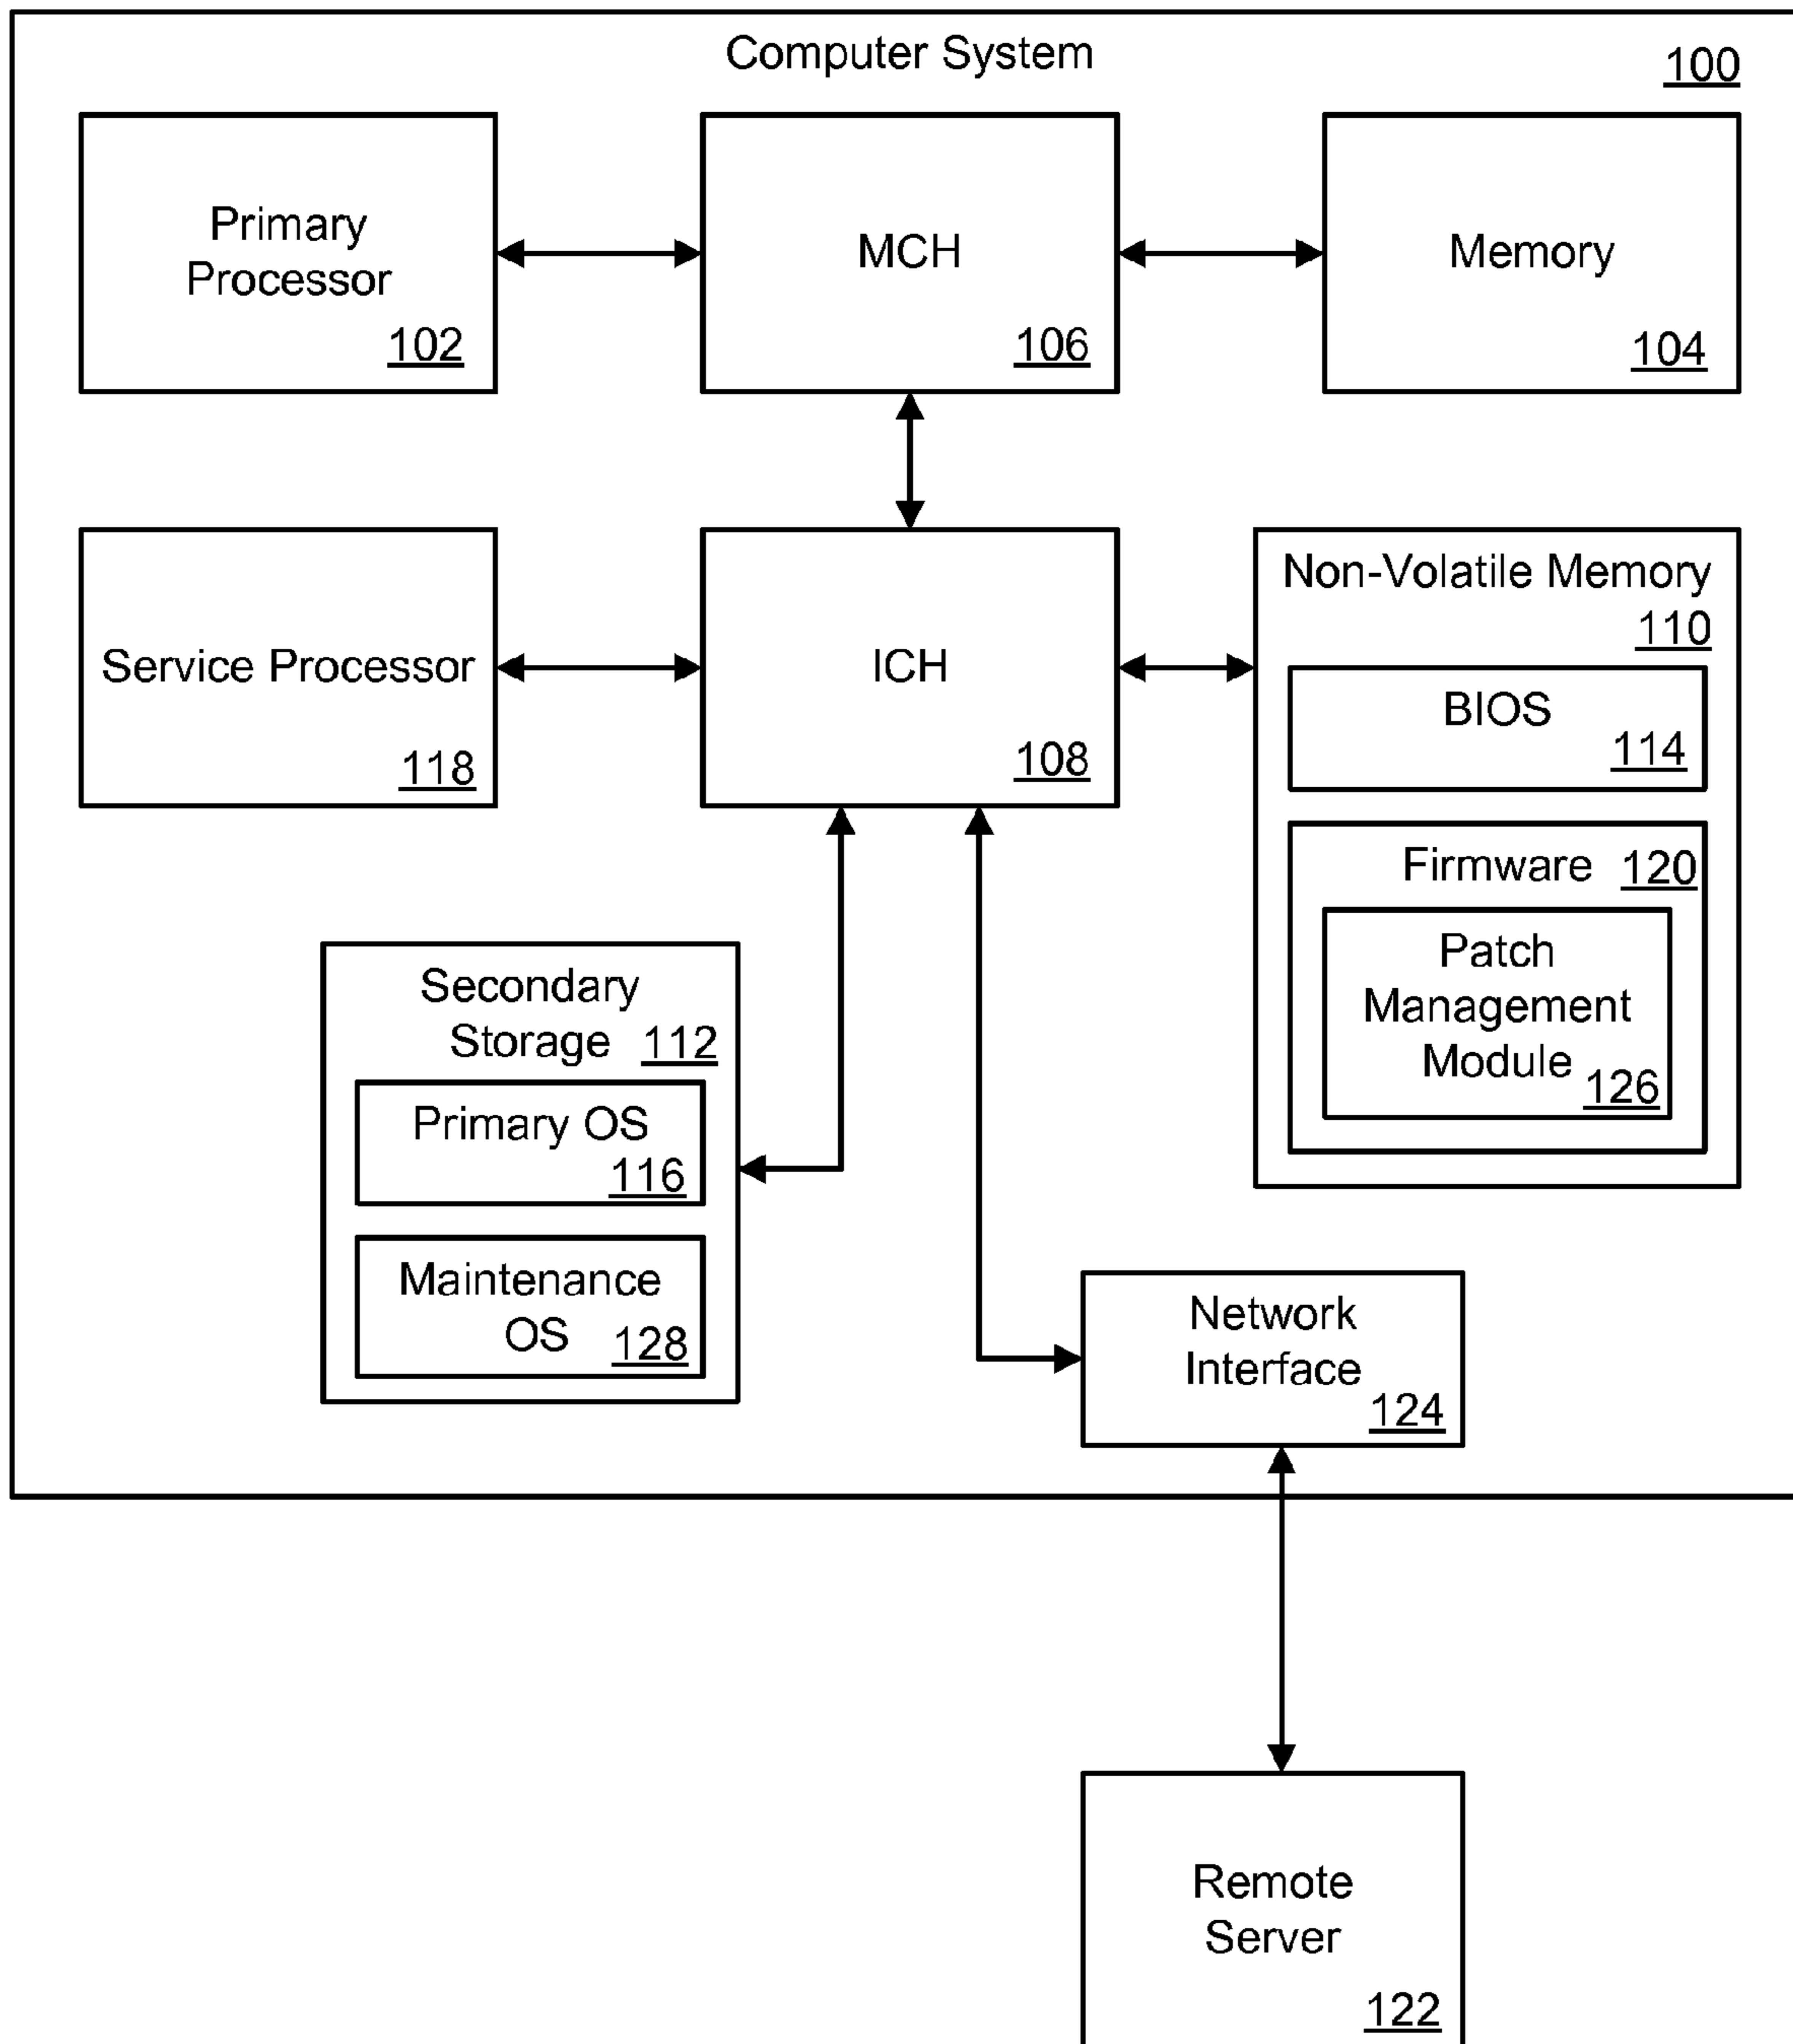 Computer System
100
Primary
Processor
102
MCH
106
Memory
104
Service Processor
118
ICH
108
Non-Volatile Memory
110
BIOS
114
Firmware 120
Patch
Management
Module
126
Secondary
Storage 112
Primary OS
116
Maintenance
OS 128
Network
Interface
124
Remote
Server
122